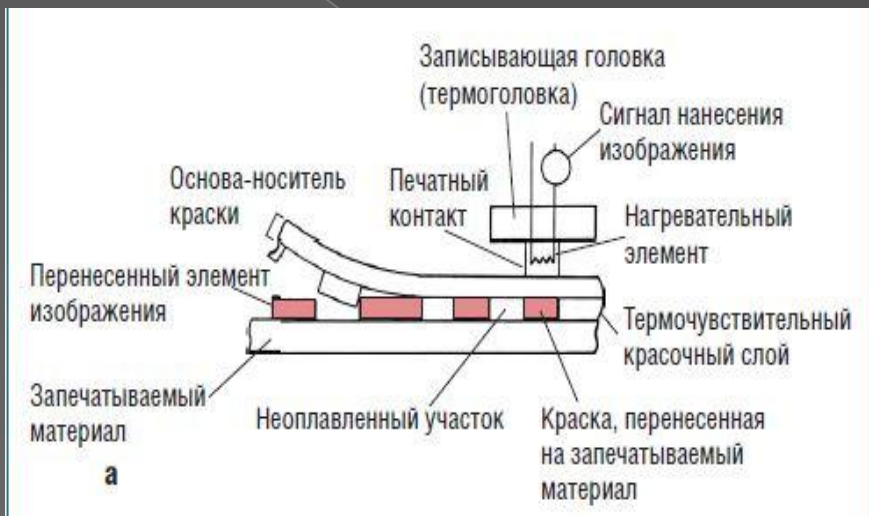 Записывающая головка
(термоголовка)
Сигнал нанесения
изображения
Основа-носитель
краски
Печатный
контакт
Нагревательный
элемент
Перенесенный элемент
изображения
Термочувствительный
красочный слой
Запечатываемый
материал
Неоплавленный участок
Краска, перенесенная
на запечатываемый
материал
а